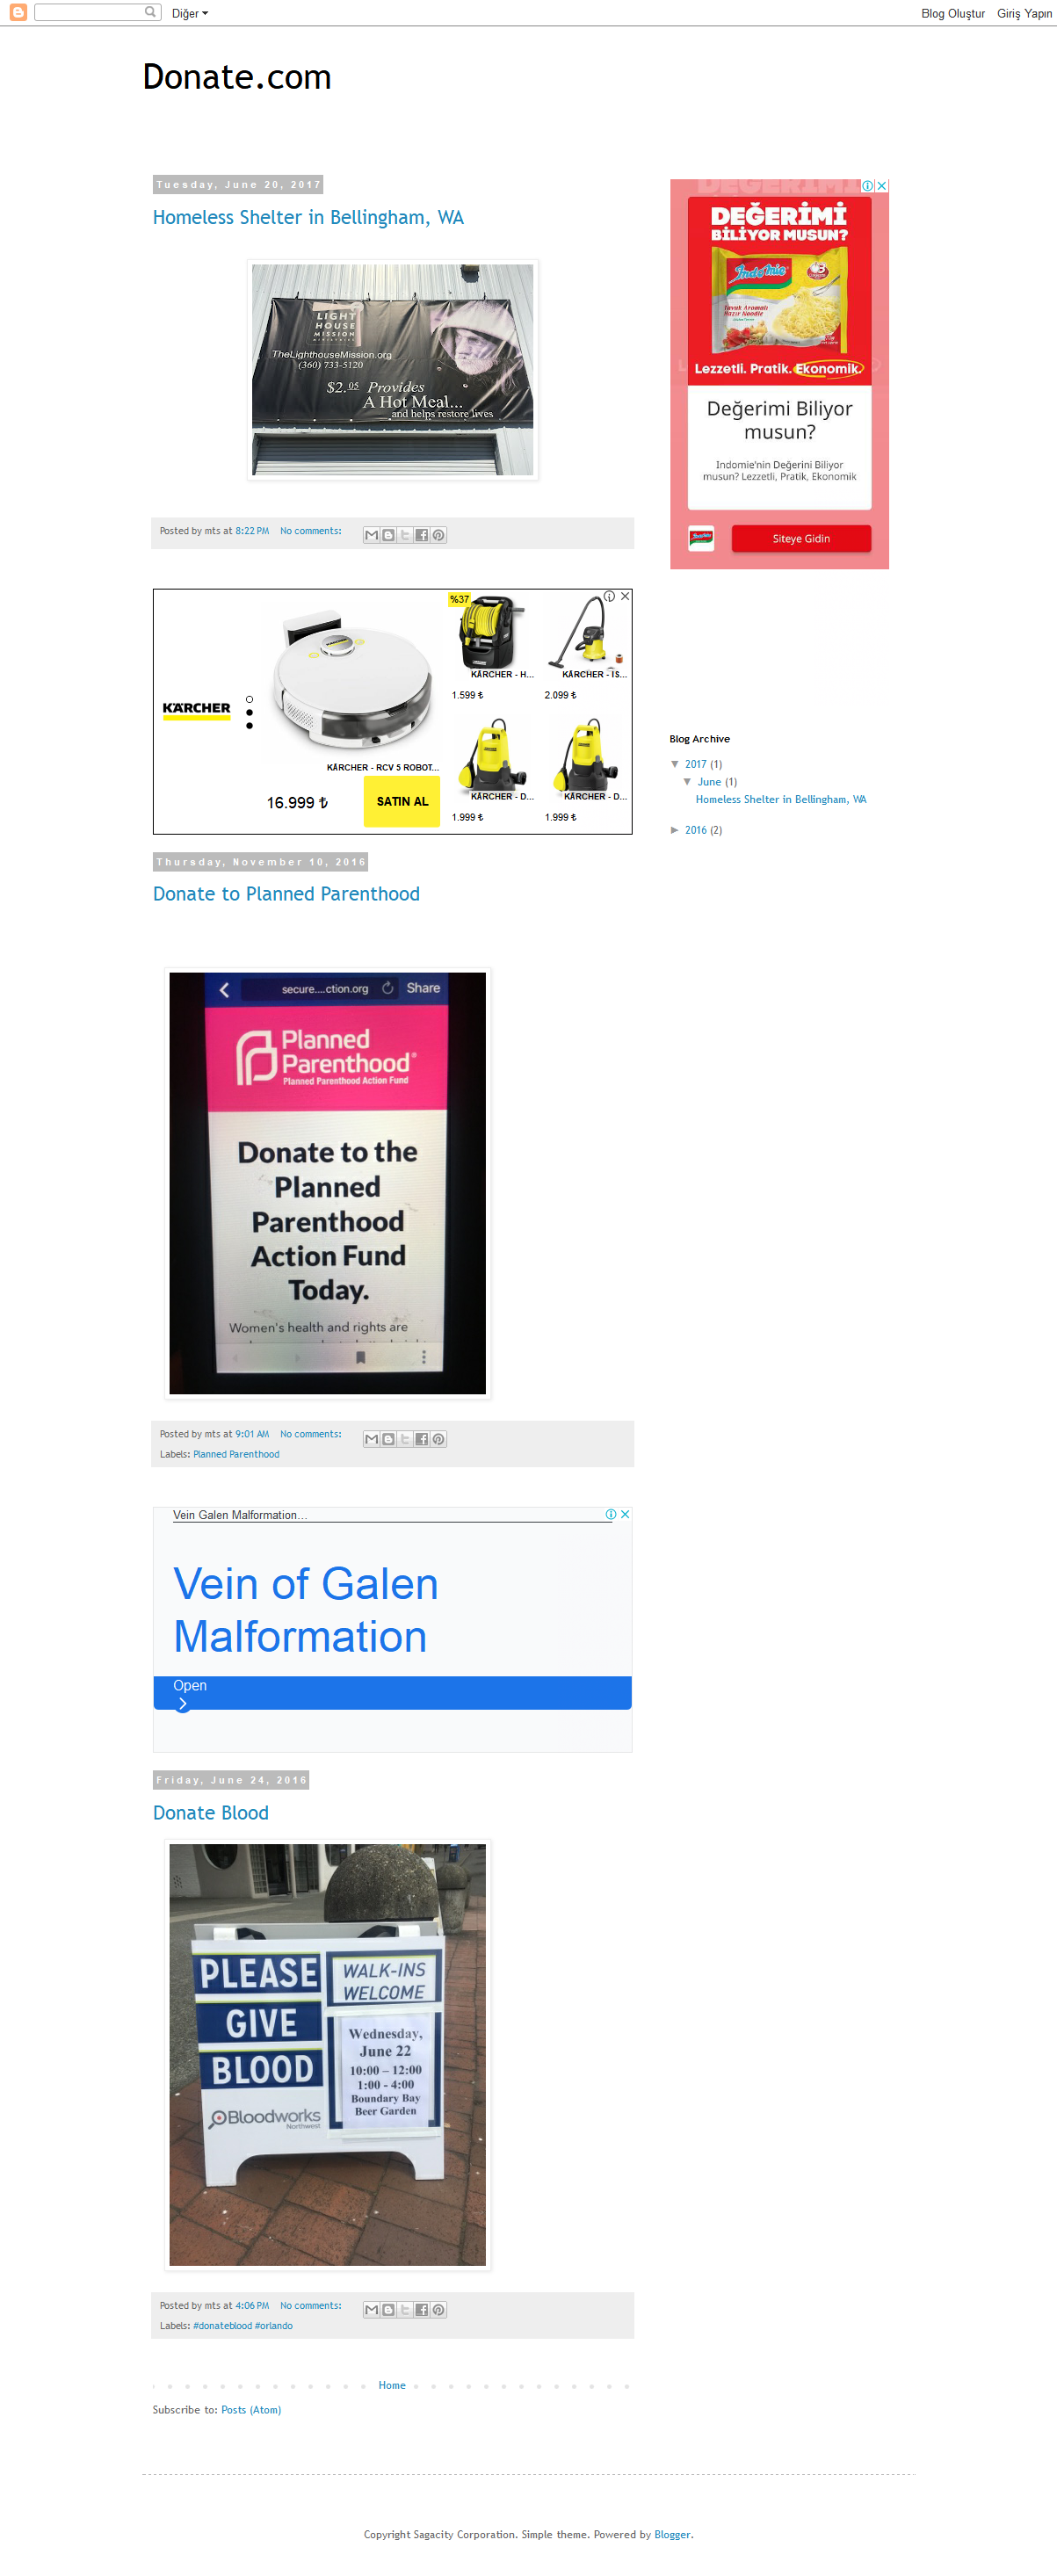 Diğer
Blog Oluştur Giriş Yapın
Donate.com
Tuesday, June 20, 2017
Homeless Shelter in Bellingham, WA
LIGHT
HOUSE
MISSION
MINISTRIES
TheLighthouseMission.org
(360) 733-5120
$2.05 Provides
A Hot Meal...
and helps restore lives
Posted by mts at 8:22 PM No comments:
KÄRCHER
KÄRCHER - RCV 5 ROBOT...
16.999 ₺
SATIN AL
%37
KÄRCHER - H...
1.599 ₺
KÄRCHER - IS...
2.099 ₺
KÄRCHER - D...
1.999 ₺
KÄRCHER - D...
1.999 ₺
Thursday, November 10, 2016
Donate to Planned Parenthood
secure....ction.org Share
Planned
Parenthood®
Planned Parenthood Action Fund
Donate to the
Planned
Parenthood
Action Fund
Today.
Women's health and rights are
Posted by mts at 9:01 AM No comments:
Labels: Planned Parenthood
Vein Galen Malformation...
Vein of Galen
Malformation
Open
Friday, June 24, 2016
Donate Blood
PLEASE
GIVE
BLOOD
Bloodworks
Northwest
WALK-INS
WELCOME
Wednesday,
June 22
10:00 – 12:00
1:00 - 4:00
Boundary Bay
Beer Garden
Posted by mts at 4:06 PM No comments:
Labels: #donateblood #orlando
Home
Subscribe to: Posts (Atom)
DEĞERİMİ
DEĞERİMİ
BİLİYOR MUSUN?
Indomie
Tavuk Aromalı
Hazır Noodle
Lezzetli. Pratik. Ekonomik.
Değerimi Biliyor
musun?
Indomie'nin Değerini Biliyor
musun? Lezzetli, Pratik, Ekonomik
Siteye Gidin
Blog Archive
▼ 2017 (1)
▼ June (1)
Homeless Shelter in Bellingham, WA
► 2016 (2)
Copyright Sagacity Corporation. Simple theme. Powered by Blogger.